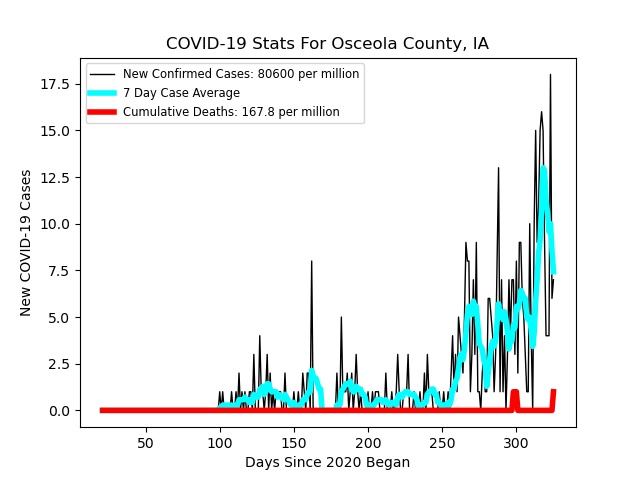 COVID-19 Stats For Osceola County, IA
New Confirmed Cases: 80600 per million
7 Day Case Average
Cumulative Deaths: 167.8 per million
17.5
15.0
12.5
10.0
7.5
5.0
2.5
0.0
New COVID-19 Cases
50
100
150
200
250
300
Days Since 2020 Began